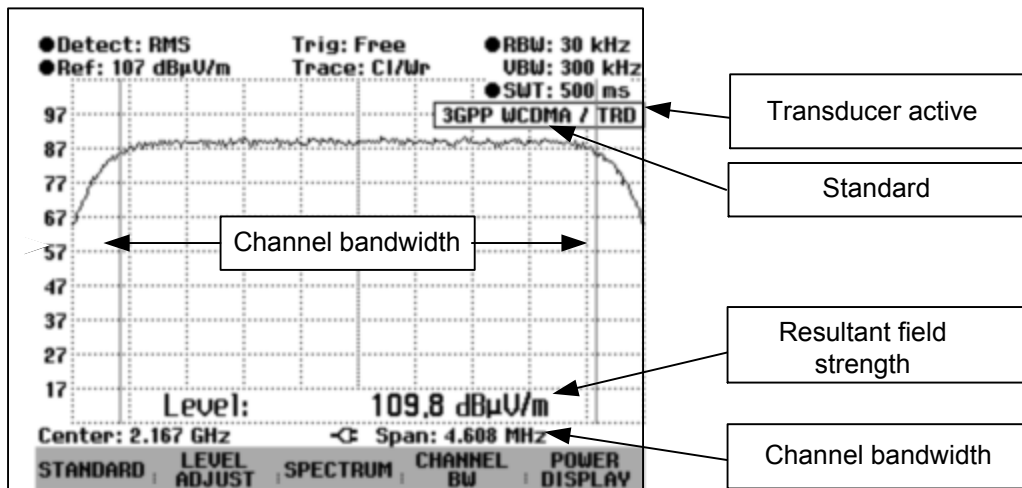 ●Detect: RMS Trig: Free ●RBW: 30 kHz
●Ref: 107 dBµV/m Trace: Cl/Wr VBW: 300 kHz
●SWT: 500 ms
3GPP WCDMA / TRD
Transducer active
Standard
97
87
77
67
57
47
37
27
17
Channel bandwidth
Resultant field
strength
Level: 109,8 dBµV/m
Center: 2.167 GHz Span: 4.608 MHz
Channel bandwidth
STANDARD LEVEL ADJUST SPECTRUM CHANNEL BW POWER DISPLAY